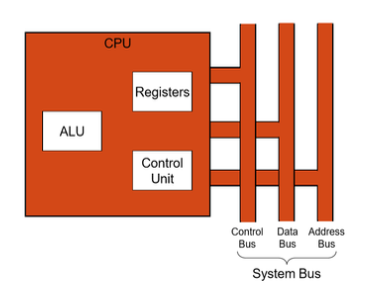 CPU
Registers
ALU
Control
Unit
Control Data Address
Bus Bus Bus
System Bus